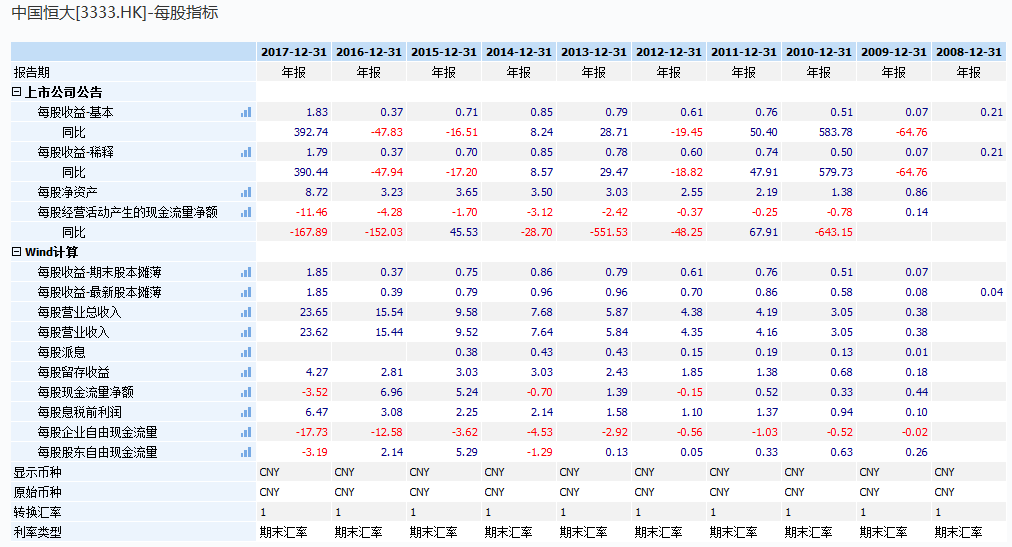 中国恒大[3333.HK]-每股指标
2017-12-31 2016-12-31 2015-12-31 2014-12-31 2013-12-31 2012-12-31 2011-12-31 2010-12-31 2009-12-31 2008-12-31
报告期 年报 年报 年报 年报 年报 年报 年报 年报 年报 年报
上市公司公告
每股收益-基本 1.83 0.37 0.71 0.85 0.79 0.61 0.76 0.51 0.07 0.21
同比 392.74 -47.83 -16.51 8.24 28.71 -19.45 50.40 583.78 -64.76
每股收益-稀释 1.79 0.37 0.70 0.85 0.78 0.60 0.74 0.50 0.07 0.21
同比 390.44 -47.94 -17.20 8.57 29.47 -18.82 47.91 579.73 -64.76
每股净资产 8.72 3.23 3.65 3.50 3.03 2.55 2.19 1.38 0.86
每股经营活动产生的现金流量净额 -11.46 -4.28 -1.70 -3.12 -2.42 -0.37 -0.25 -0.78 0.14
同比 -167.89 -152.03 45.53 -28.70 -551.53 -48.25 67.91 -643.15
Wind计算
每股收益-期末股本摊薄 1.85 0.37 0.75 0.86 0.79 0.61 0.76 0.51 0.07
每股收益-最新股本摊薄 1.85 0.39 0.79 0.96 0.96 0.70 0.86 0.58 0.08 0.04
每股营业总收入 23.65 15.54 9.58 7.68 5.87 4.38 4.19 3.05 0.38
每股营业收入 23.62 15.44 9.52 7.64 5.84 4.35 4.16 3.05 0.38
每股派息 0.38 0.43 0.43 0.15 0.19 0.13 0.01
每股留存收益 4.27 2.81 3.03 3.03 2.43 1.85 1.38 0.68 0.18
每股现金流量净额 -3.52 6.96 5.24 -0.70 1.39 -0.15 0.52 0.33 0.44
每股息税前利润 6.47 3.08 2.25 2.14 1.58 1.10 1.37 0.94 0.10
每股企业自由现金流量 -17.73 -12.58 -3.62 -4.53 -2.92 -0.56 -1.03 -0.52 -0.02
每股股东自由现金流量 -3.19 2.14 5.29 -1.29 0.13 0.05 0.33 0.63 0.26
显示币种 CNY CNY CNY CNY CNY CNY CNY CNY CNY CNY
原始币种 CNY CNY CNY CNY CNY CNY CNY CNY CNY CNY
转换汇率 1 1 1 1 1 1 1 1 1 1
利率类型 期末汇率 期末汇率 期末汇率 期末汇率 期末汇率 期末汇率 期末汇率 期末汇率 期末汇率 期末汇率